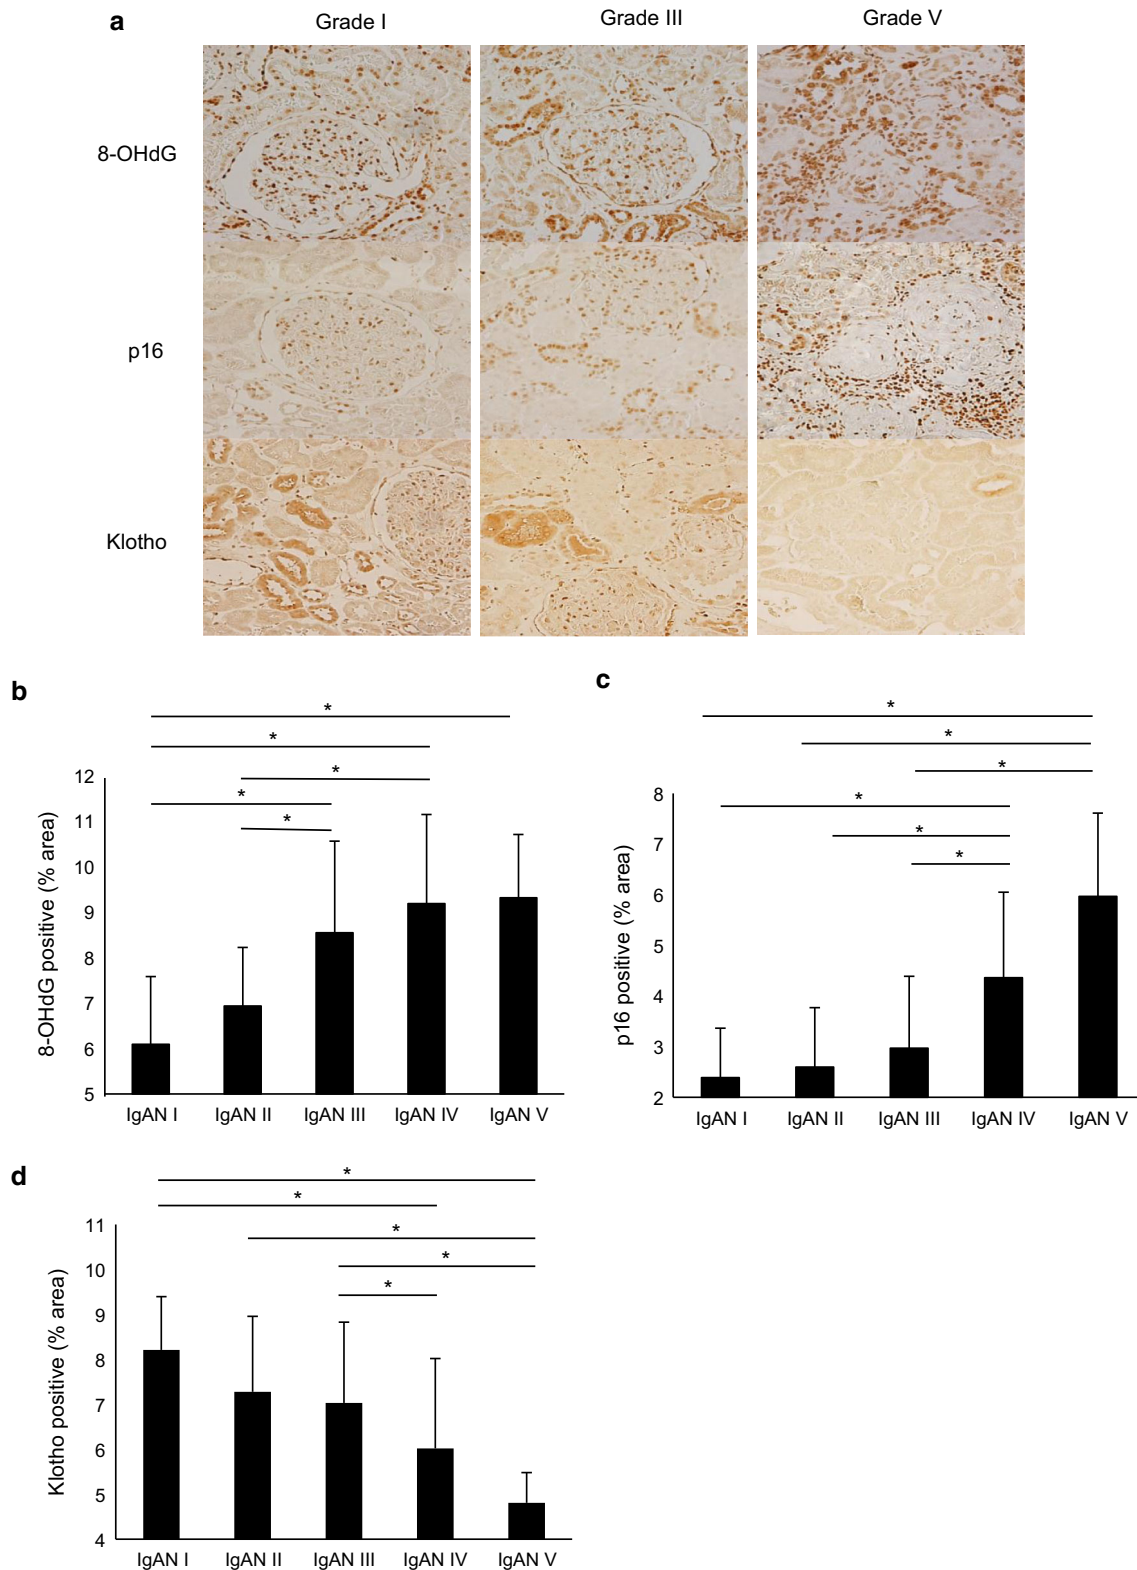 a
Grade I
Grade III
Grade V
8-OHdG
p16
Klotho
b
*
*
*
*
*
8-OHdG positive (% area)
12
11
10
9
8
7
6
5
IgAN I
IgAN II
IgAN III
IgAN IV
IgAN V
c
*
*
*
*
*
*
p16 positive (% area)
8
7
6
5
4
3
2
IgAN I
IgAN II
IgAN III
IgAN IV
IgAN V
d
*
*
*
*
*
Klotho positive (% area)
11
10
9
8
7
6
5
4
IgAN I
IgAN II
IgAN III
IgAN IV
IgAN V